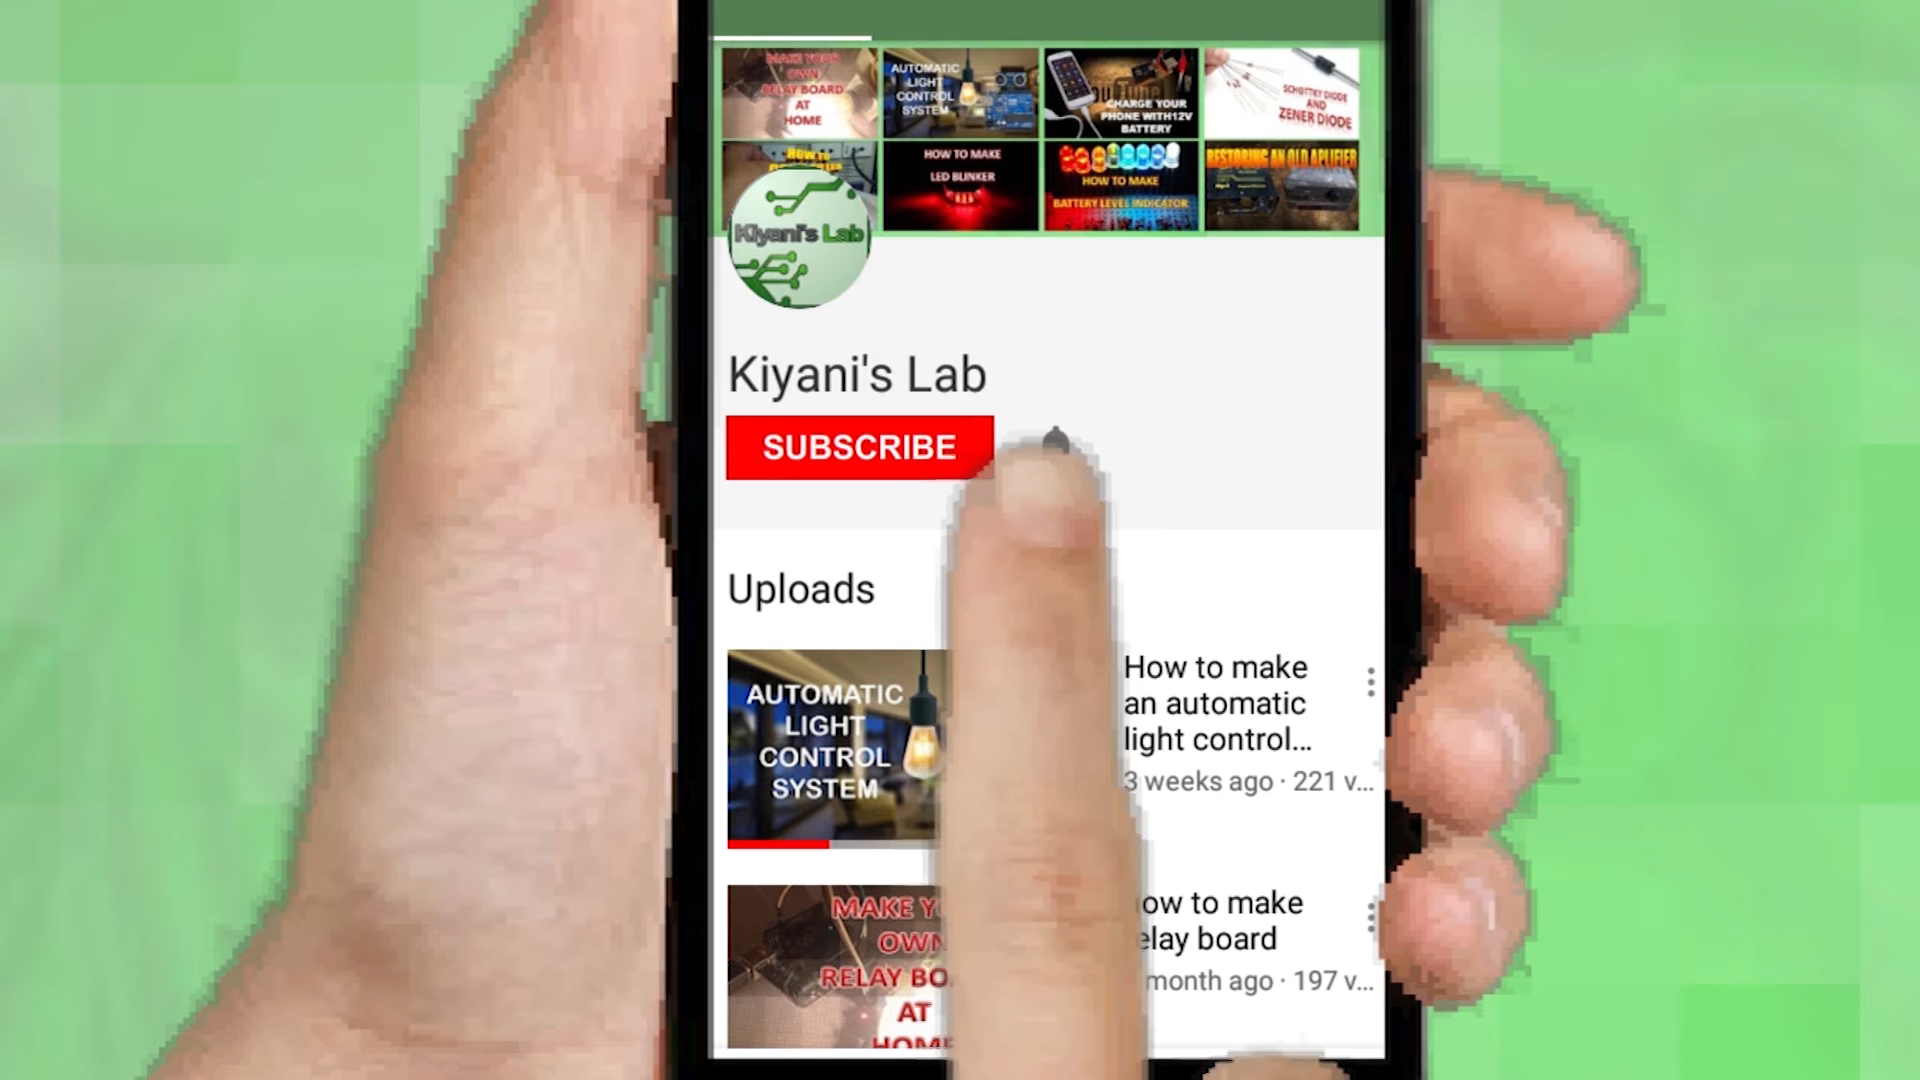 MAKE YOUR
OWN
RELAY BOARD
AT
HOME
AUTOMATIC
LIGHT
CONTROL
SYSTEM
CHARGE YOUR
PHONE WITH12V
BATTERY
SCHOTTKY DIODE
AND
ZENER DIODE
HOW TO
HOW TO MAKE
LED BLINKER
HOW TO MAKE
BATTERY LEVEL INDICATOR
RESTORING AN OLD APLIFIER
Kiyani's Lab
Kiyani's Lab
SUBSCRIBE
Uploads
AUTOMATIC
LIGHT
CONTROL
SYSTEM
How to make
an automatic
light control...
3 weeks ago · 221 v...
MAKE Y
OWN
RELAY BO
AT
HOME
ow to make
elay board
month ago · 197 v...